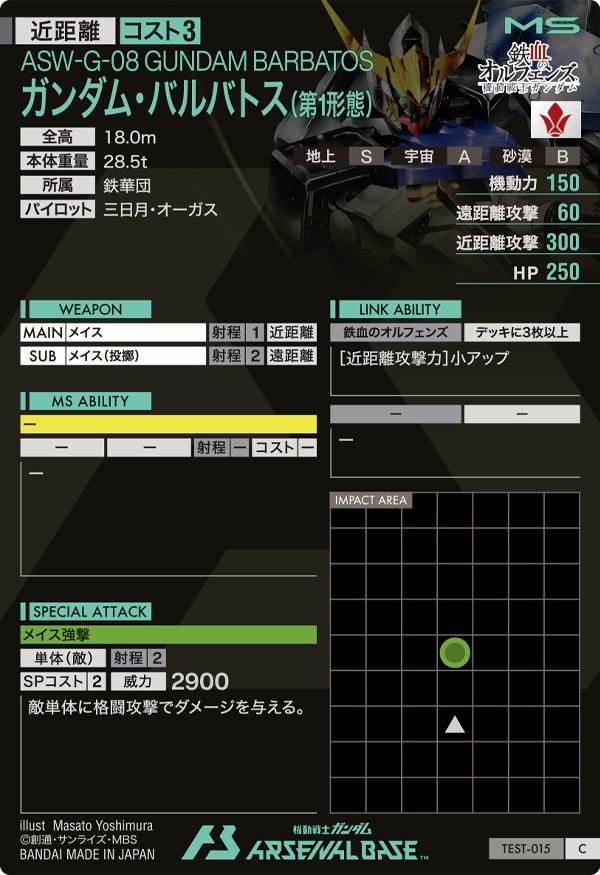 近距離 コスト3 MS
ASW-G-08 GUNDAM BARBATOS
ガンダム・バルバトス(第1形態)
鉄血のオルフェンズ
機動戦士ガンダム
全高 18.0m
本体重量 28.5t
所属 鉄華団
パイロット 三日月・オーガス
地上 S 宇宙 A 砂漠 B
機動力 150
遠距離攻撃 60
近距離攻撃 300
HP 250
WEAPON
MAIN メイス 射程 1 近距離
SUB メイス(投擲) 射程 2 遠距離
MS ABILITY
—
— — 射程 — コスト —
—
SPECIAL ATTACK
メイス強撃
単体(敵) 射程 2
SPコスト 2 威力 2900
敵単体に格闘攻撃でダメージを与える。
LINK ABILITY
鉄血のオルフェンズ デッキに3枚以上
[近距離攻撃力]小アップ
— —
—
IMPACT AREA
illust Masato Yoshimura
©創通・サンライズ・MBS
BANDAI MADE IN JAPAN
機動戦士ガンダム
AB ARSENAL BASE™
TEST-015 C